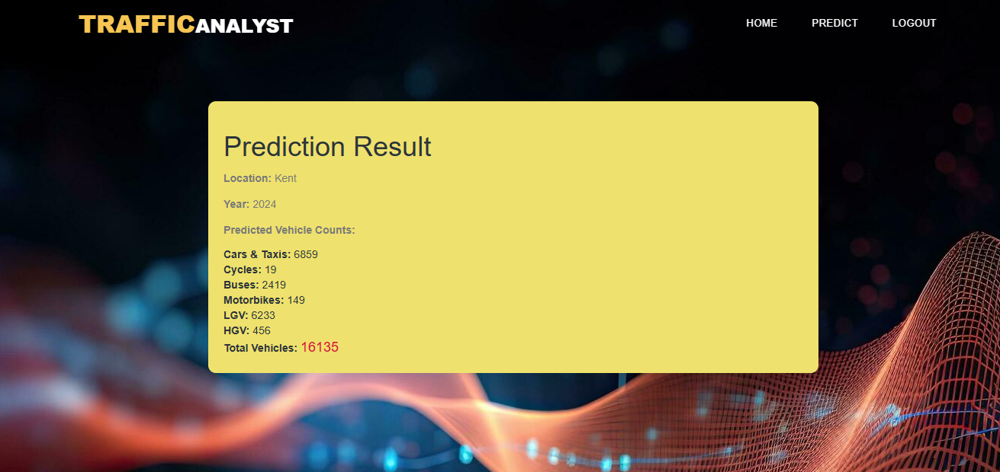 TRAFFICANALYST
HOME PREDICT LOGOUT
Prediction Result
Location: Kent
Year: 2024
Predicted Vehicle Counts:
Cars & Taxis: 6859
Cycles: 19
Buses: 2419
Motorbikes: 149
LGV: 6233
HGV: 456
Total Vehicles: 16135